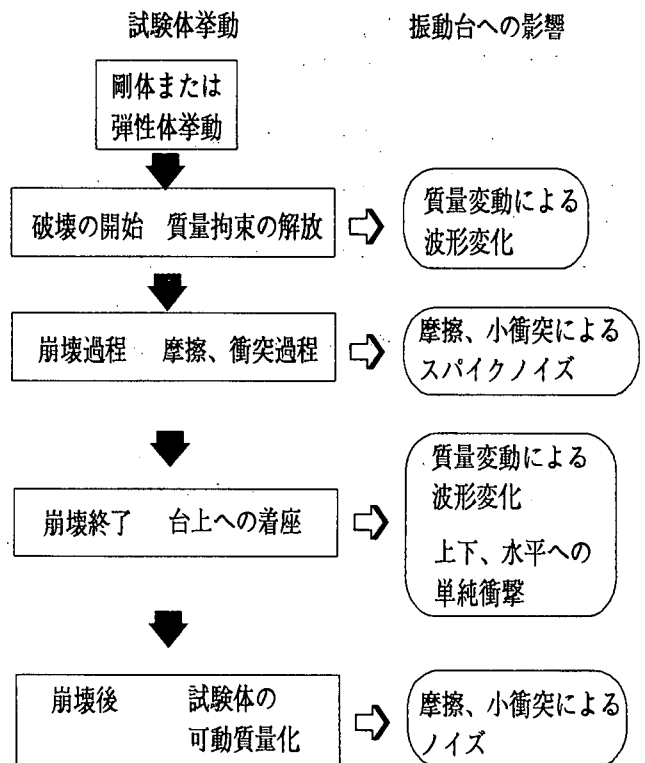 試験体挙動　　振動台への影響
剛体または
弾性体挙動
破壊の開始　質量拘束の解放
質量変動による
波形変化
崩壊過程　摩擦、衝突過程
摩擦、小衝突による
スパイクノイズ
崩壊終了　台上への着座
質量変動による
波形変化
上下、水平への
単純衝撃
崩壊後　試験体の
可動質量化
摩擦、小衝突による
ノイズ